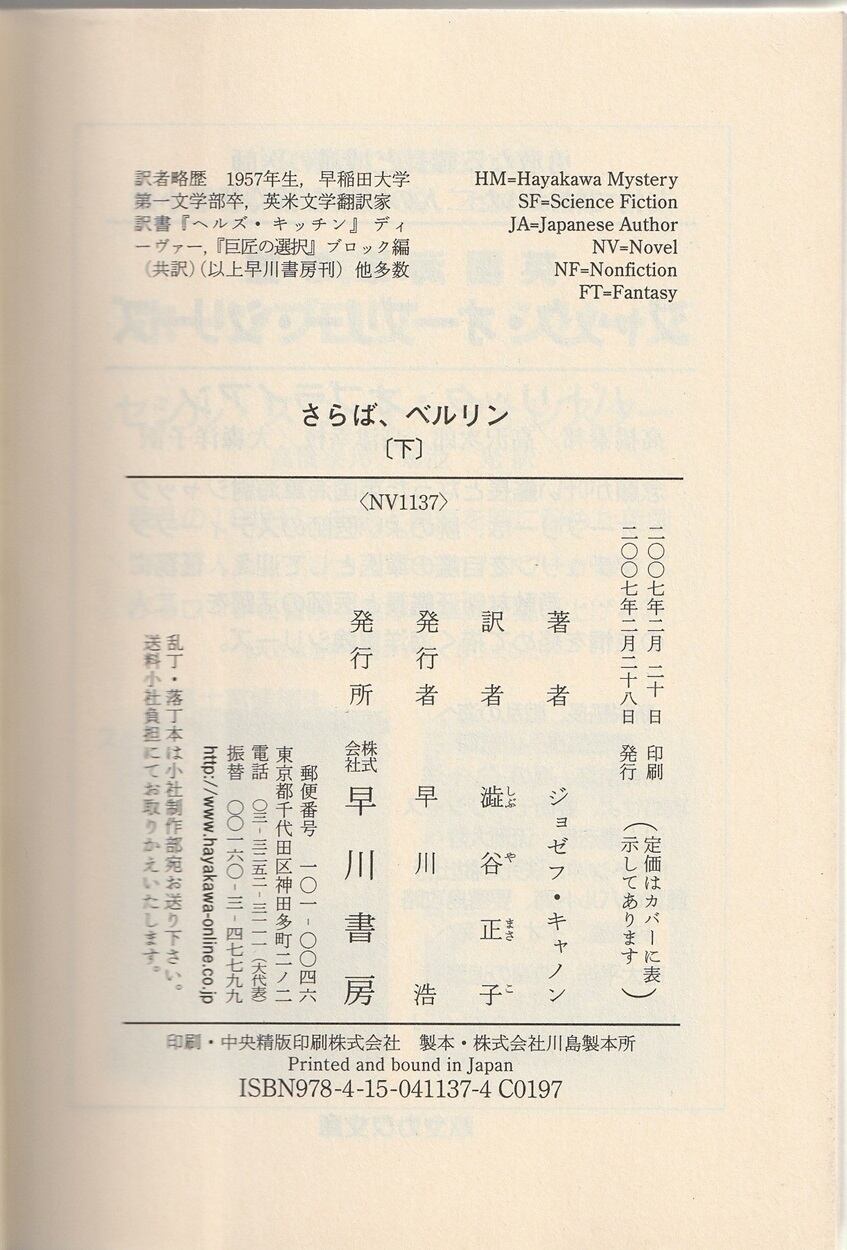 訳者略歴　1957年生，早稲田大学
第一文学部卒，英米文学翻訳家
訳書『ヘルズ・キッチン』ディ
ーヴァー，『巨匠の選択』ブロック編
（共訳）（以上早川書房刊）他多数
HM=Hayakawa Mystery
SF=Science Fiction
JA=Japanese Author
NV=Novel
NF=Nonfiction
FT=Fantasy
さらば、ベルリン
〔下〕
〈NV1137〉
二〇〇七年二月 二十 日　印刷
二〇〇七年二月二十八日　発行
（定価はカバーに表
示してあります）
著者　ジョゼフ・キャノン
訳者　澁谷正子
しぶ や まさ こ
発行者　早川　浩
発行所　株式会社 早川書房
郵便番号　一〇一-〇〇四六
東京都千代田区神田多町二ノ二
電話　〇三-三二五二-三一一一（大代表）
振替　〇〇一六〇-三-四七七九九
http://www.hayakawa-online.co.jp
乱丁・落丁本は小社制作部宛お送り下さい。
送料小社負担にてお取りかえいたします。
印刷・中央精版印刷株式会社　製本・株式会社川島製本所
Printed and bound in Japan
ISBN978-4-15-041137-4 C0197